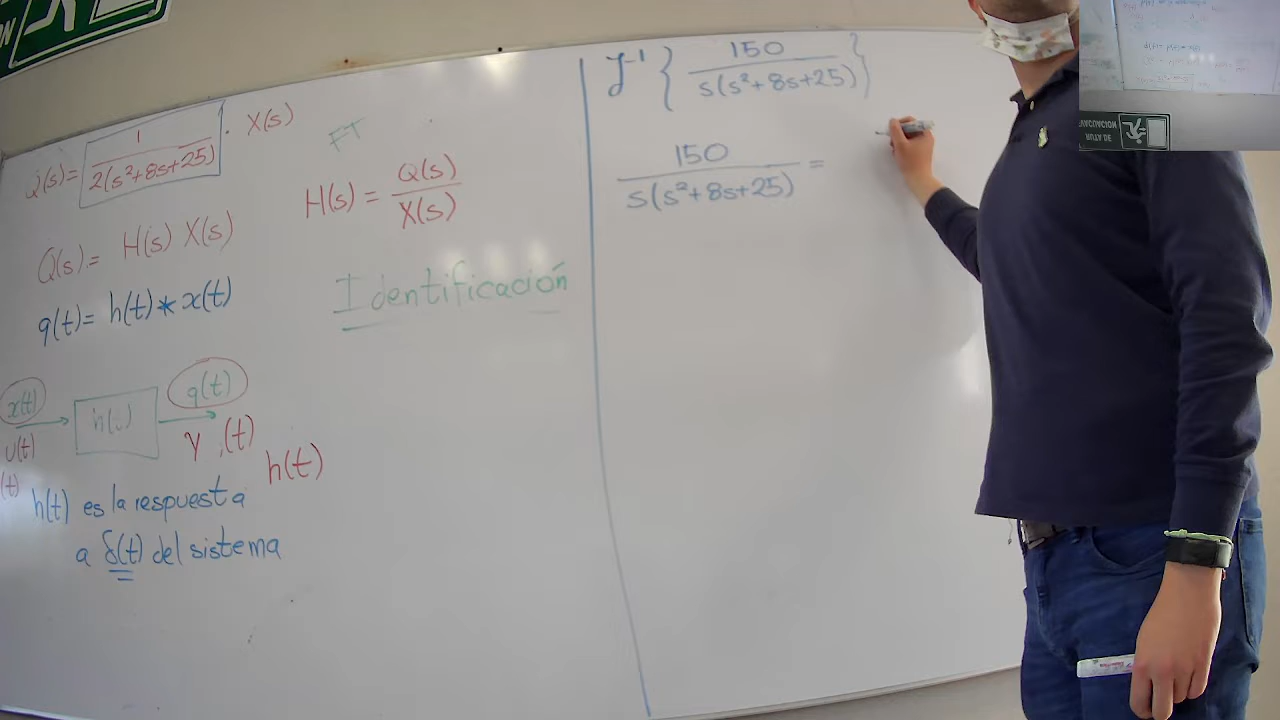 Q(s)= 1/2(s²+8s+25) · X(s)
Q(s)= H(s) X(s)
q(t)= h(t)*x(t)
x(t)
q(t)
U(t)
(t)
h(t)
h(t) es la respuesta
a δ(t) del sistema
FT
H(s) = Q(s)/X(s)
Identificación
ℒ⁻¹ { 150/s(s²+8s+25) }
150/s(s²+8s+25) =